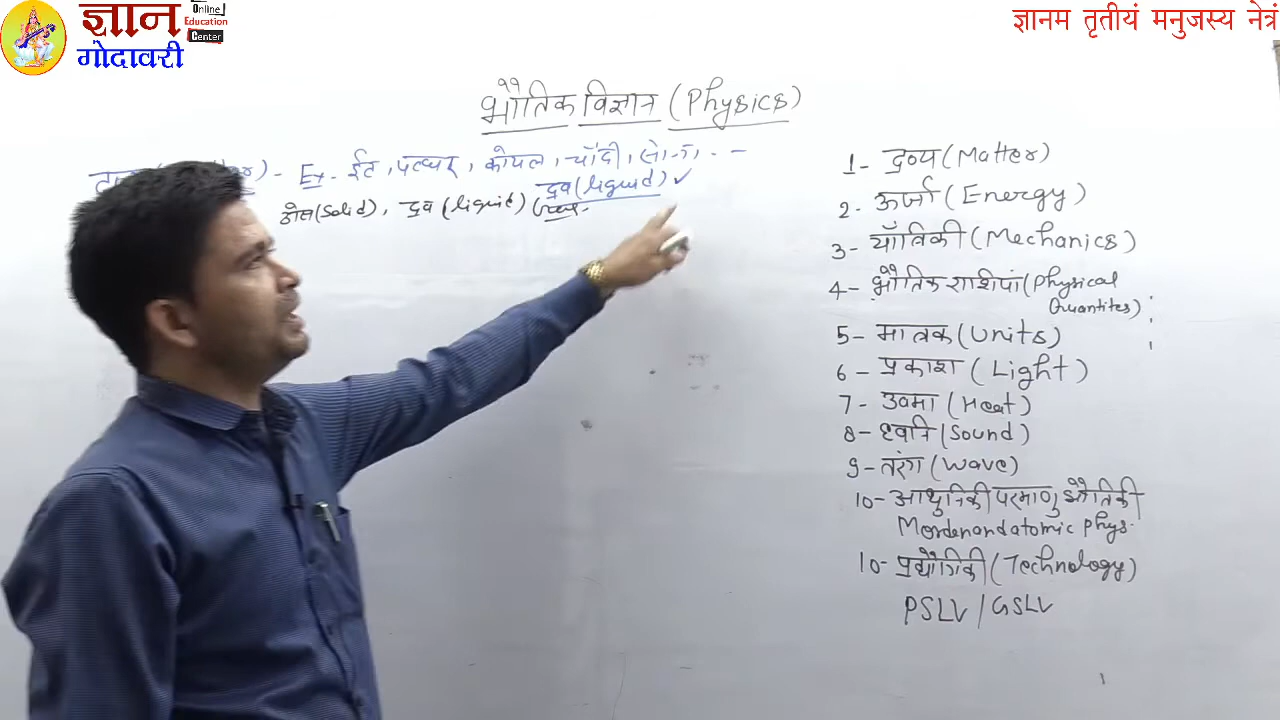 ज्ञान
Online
Education
Center
गोदावरी
ज्ञानम तृतीयं मनुजस्य नेत्रं
भौतिक विज्ञान (Physics)
Ex- ईंट, पत्थर, कोयल, चाँदी,
द्रव (liquid) ✓
ठोस (Solid), द्रव (liquid)
1- द्रव्य (Matter)
2- ऊर्जा (Energy)
3- याँत्रिकी (Mechanics)
4- भौतिक राशियां (Physical
Quantites)
5- मात्रक (Units)
6- प्रकाश (Light)
7- उष्मा (Heat)
8- ध्वनि (Sound)
9- तरंग (Wave)
10- आधुनिकी परमाणु भौतिकी
Mordenandatomic Phys.
10- प्रद्यौगिकी (Technology)
PSLV / GSLV